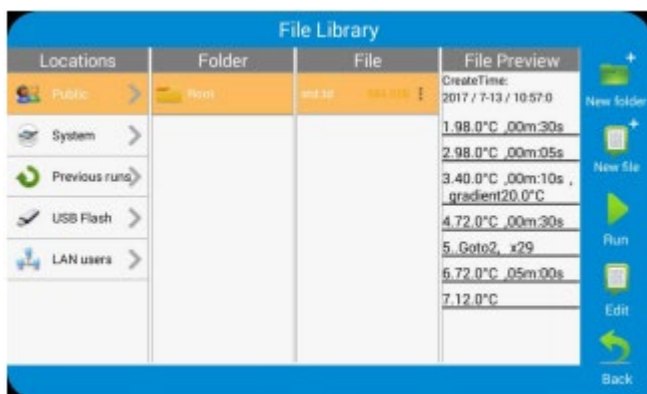 File Library
Locations
Folder
File
File Preview
Public
Root
CreateTime:
2017 / 7-13 / 10:57:0
New folder
1.98.0°C ,00m:30s
System
2.98.0°C ,00m:05s
New file
Previous runs
3.40.0°C ,00m:10s ,
gradient20.0°C
USB Flash
4.72.0°C ,00m:30s
Run
LAN users
5..Goto2, x29
6.72.0°C ,05m:00s
7.12.0°C
Edit
Back